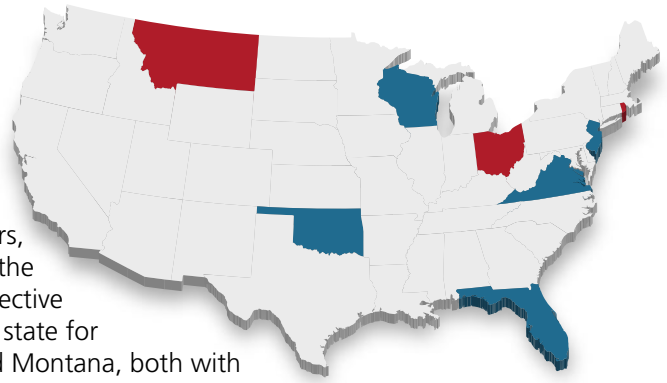 rs,
the
ective
state for
d Montana, both with